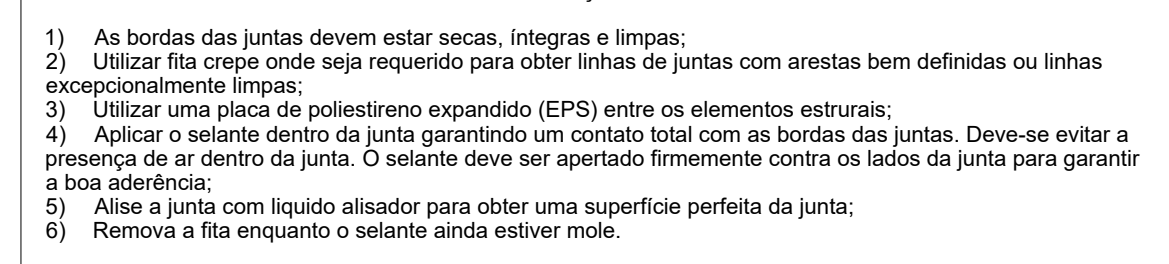 1) As bordas das juntas devem estar secas, íntegras e limpas;
2) Utilizar fita crepe onde seja requerido para obter linhas de juntas com arestas bem definidas ou linhas
excepcionalmente limpas;
3) Utilizar uma placa de poliestireno expandido (EPS) entre os elementos estrurais;
4) Aplicar o selante dentro da junta garantindo um contato total com as bordas das juntas. Deve-se evitar a
presença de ar dentro da junta. O selante deve ser apertado firmemente contra os lados da junta para garantir
a boa aderência;
5) Alise a junta com liquido alisador para obter uma superfície perfeita da junta;
6) Remova a fita enquanto o selante ainda estiver mole.